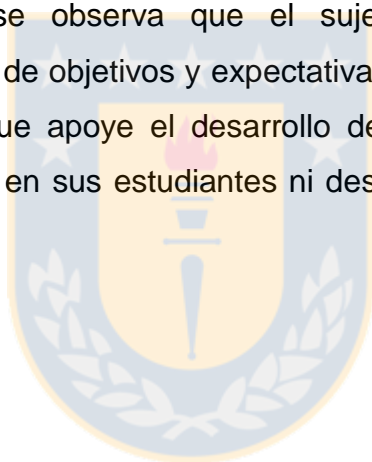 se observa que el suje
de objetivos y expectativa
ue apoye el desarrollo de
en sus estudiantes ni des